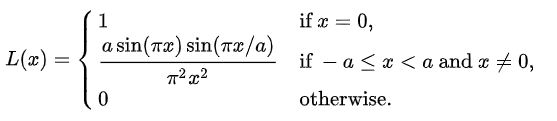 1 if x = 0,
L(x) = { a sin(πx) sin(πx/a) / π²x² if − a ≤ x < a and x ≠ 0,
0 otherwise.